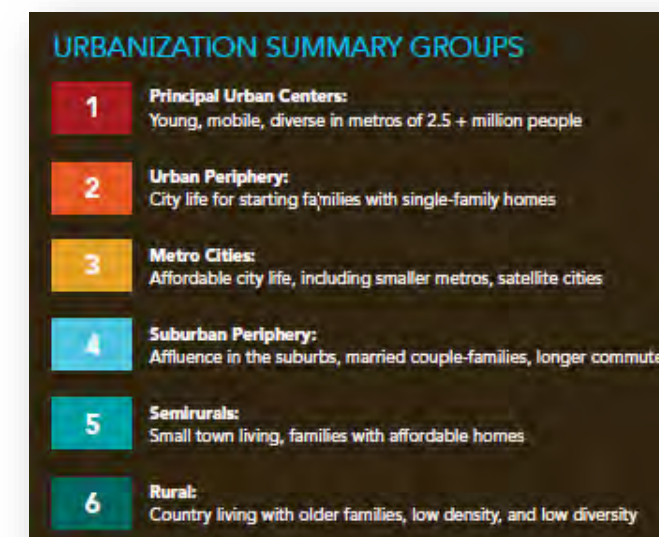 URBANIZATION SUMMARY GROUPS
1
Principal Urban Centers:
Young, mobile, diverse in metros of 2.5 + million people
2
Urban Periphery:
City life for starting families with single-family homes
3
Metro Cities:
Affordable city life, including smaller metros, satellite cities
4
Suburban Periphery:
Affluence in the suburbs, married couple-families, longer commute
5
Semirurals:
Small town living, families with affordable homes
6
Rural:
Country living with older families, low density, and low diversity